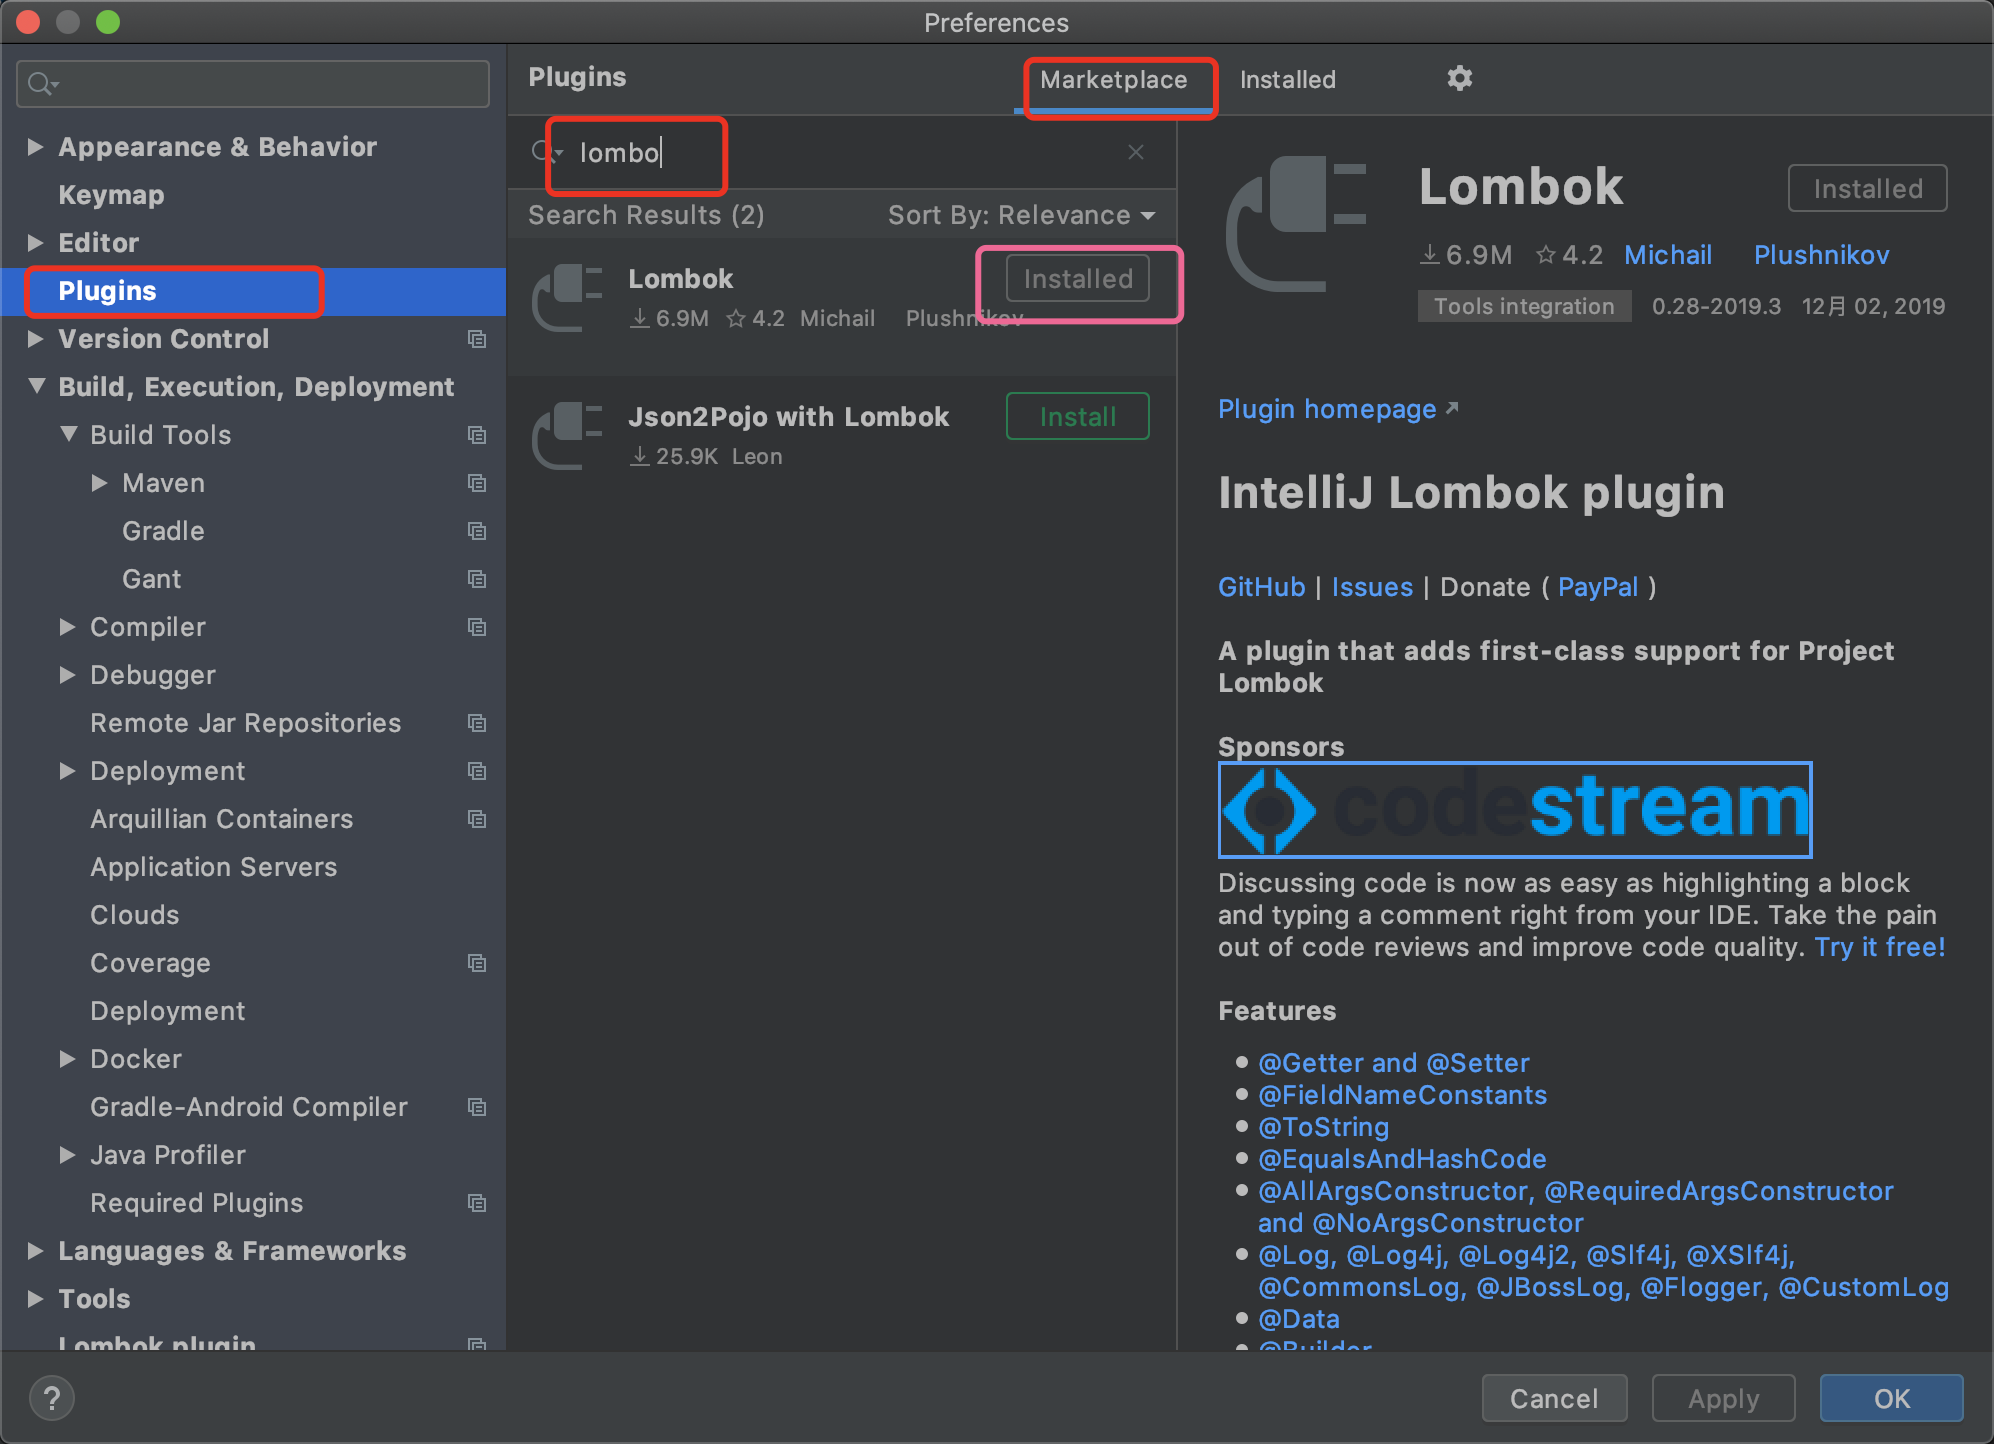 Preferences
Plugins
Marketplace
Installed
Appearance & Behavior
Keymap
Editor
Plugins
Version Control
Build, Execution, Deployment
Build Tools
Maven
Gradle
Gant
Compiler
Debugger
Remote Jar Repositories
Deployment
Arquillian Containers
Application Servers
Clouds
Coverage
Deployment
Docker
Gradle-Android Compiler
Java Profiler
Required Plugins
Languages & Frameworks
Tools
Lombok plugin
lombo
Search Results (2)
Sort By: Relevance
Lombok
Installed
6.9M 4.2 Michail Plushnikov
Json2Pojo with Lombok
Install
25.9K Leon
Lombok
Installed
6.9M 4.2 Michail Plushnikov
Tools integration 0.28-2019.3 12月 02, 2019
Plugin homepage
IntelliJ Lombok plugin
GitHub | Issues | Donate ( PayPal )
A plugin that adds first-class support for Project
Lombok
Sponsors
codestream
Discussing code is now as easy as highlighting a block
and typing a comment right from your IDE. Take the pain
out of code reviews and improve code quality. Try it free!
Features
@Getter and @Setter
@FieldNameConstants
@ToString
@EqualsAndHashCode
@AllArgsConstructor, @RequiredArgsConstructor
and @NoArgsConstructor
@Log, @Log4j, @Log4j2, @Slf4j, @XSlf4j,
@CommonsLog, @JBossLog, @Flogger, @CustomLog
@Data
@Builder
?
Cancel
Apply
OK